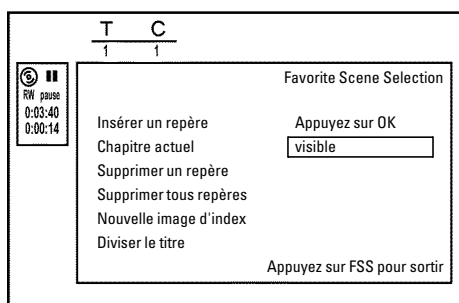 T C
1 1
RW pause
0:03:40
0:00:14
Favorite Scene Selection
Insérer un repère Appuyez sur OK
Chapitre actuel visible
Supprimer un repère
Supprimer tous repères
Nouvelle image d'index
Diviser le titre
Appuyez sur FSS pour sortir